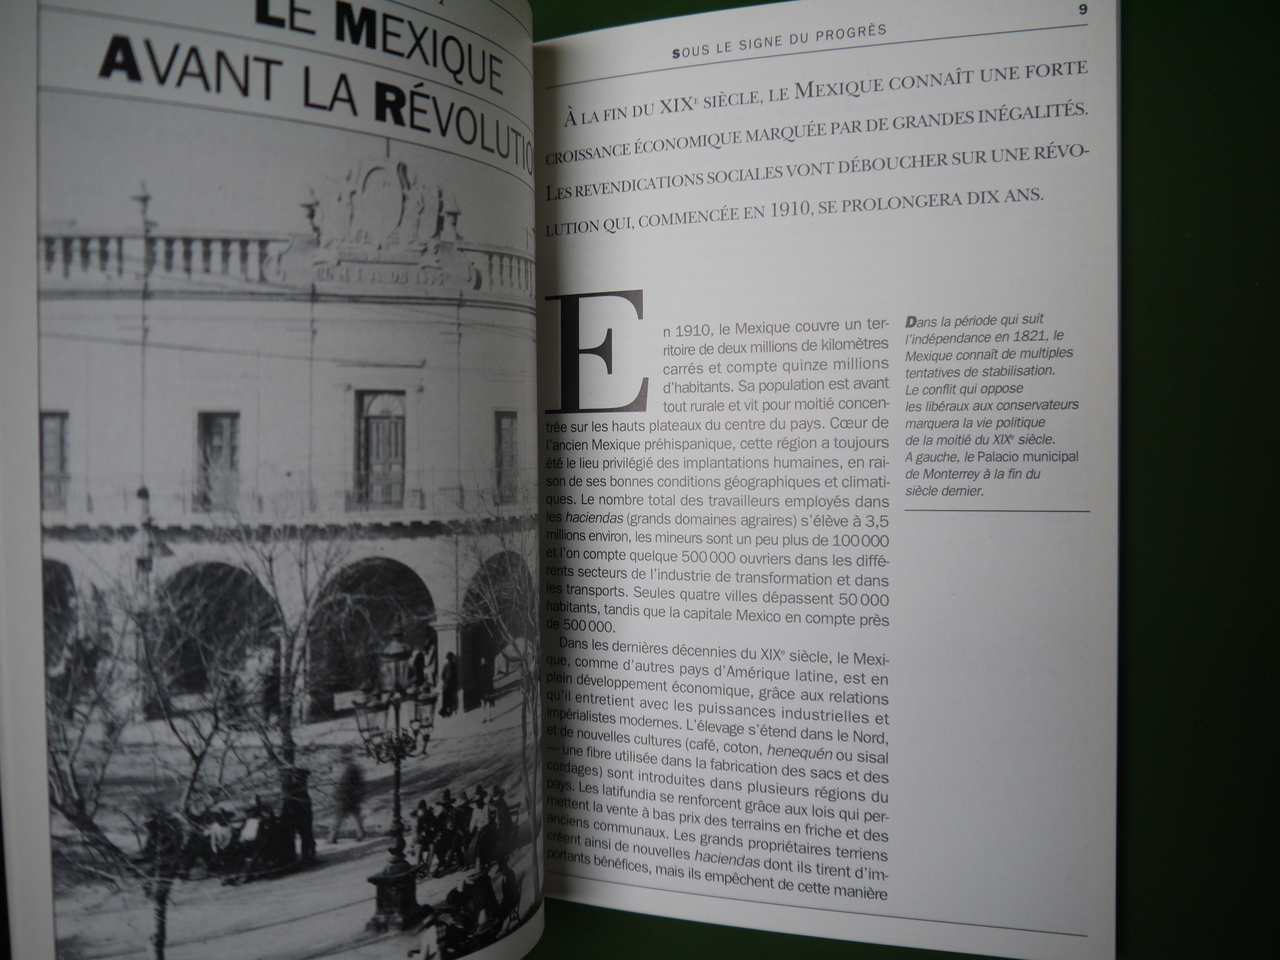 LE MEXIQUE
AVANT LA RÉVOLUTIO
9
SOUS LE SIGNE DU PROGRÈS
À LA FIN DU XIXE SIÈCLE, LE MEXIQUE CONNAÎT UNE FORTE
CROISSANCE ÉCONOMIQUE MARQUÉE PAR DE GRANDES INÉGALITÉS.
LES REVENDICATIONS SOCIALES VONT DÉBOUCHER SUR UNE RÉVO-
LUTION QUI, COMMENCÉE EN 1910, SE PROLONGERA DIX ANS.
En 1910, le Mexique couvre un ter-
ritoire de deux millions de kilomètres
carrés et compte quinze millions
d'habitants. Sa population est avant
tout rurale et vit pour moitié concen-
trée sur les hauts plateaux du centre du pays. Cœur de
l'ancien Mexique préhispanique, cette région a toujours
été le lieu privilégié des implantations humaines, en rai-
son de ses bonnes conditions géographiques et climati-
ques. Le nombre total des travailleurs employés dans
les haciendas (grands domaines agraires) s'élève à 3,5
millions environ, les mineurs sont un peu plus de 100 000
et l'on compte quelque 500 000 ouvriers dans les diffé-
rents secteurs de l'industrie de transformation et dans
les transports. Seules quatre villes dépassent 50 000
habitants, tandis que la capitale Mexico en compte près
de 500 000.
Dans les dernières décennies du XIXe siècle, le Mexi-
que, comme d'autres pays d'Amérique latine, est en
plein développement économique, grâce aux relations
qu'il entretient avec les puissances industrielles et
impérialistes modernes. L'élevage s'étend dans le Nord,
et de nouvelles cultures (café, coton, henequén ou sisal
— une fibre utilisée dans la fabrication des sacs et des
cordages) sont introduites dans plusieurs régions du
pays. Les latifundia se renforcent grâce aux lois qui per-
mettent la vente à bas prix des terrains en friche et des
anciens communaux. Les grands propriétaires terriens
créent ainsi de nouvelles haciendas dont ils tirent d'im-
portants bénéfices, mais ils empêchent de cette manière
Dans la période qui suit
l'indépendance en 1821, le
Mexique connaît de multiples
tentatives de stabilisation.
Le conflit qui oppose
les libéraux aux conservateurs
marquera la vie politique
de la moitié du XIXe siècle.
A gauche, le Palacio municipal
de Monterrey à la fin du
siècle dernier.